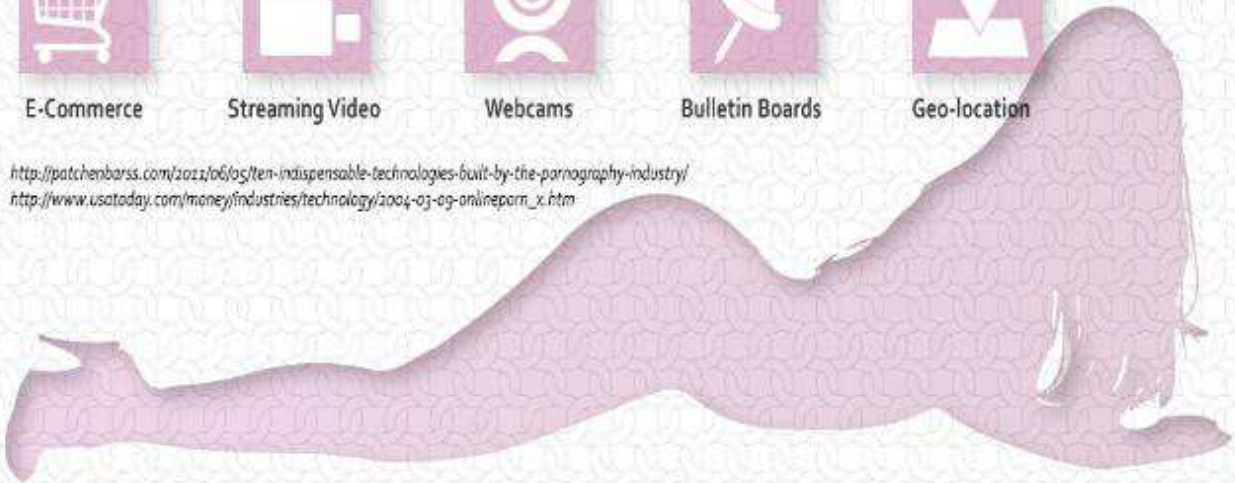 E-Commerce Streaming Video Webcams Bulletin Boards Geo-location
http://patchenbarss.com/2011/06/05/ten-indispensable-technologies-built-by-the-pornography-industry/
http://www.usatoday.com/money/industries/technology/2004-03-09-onlineporn_x.htm